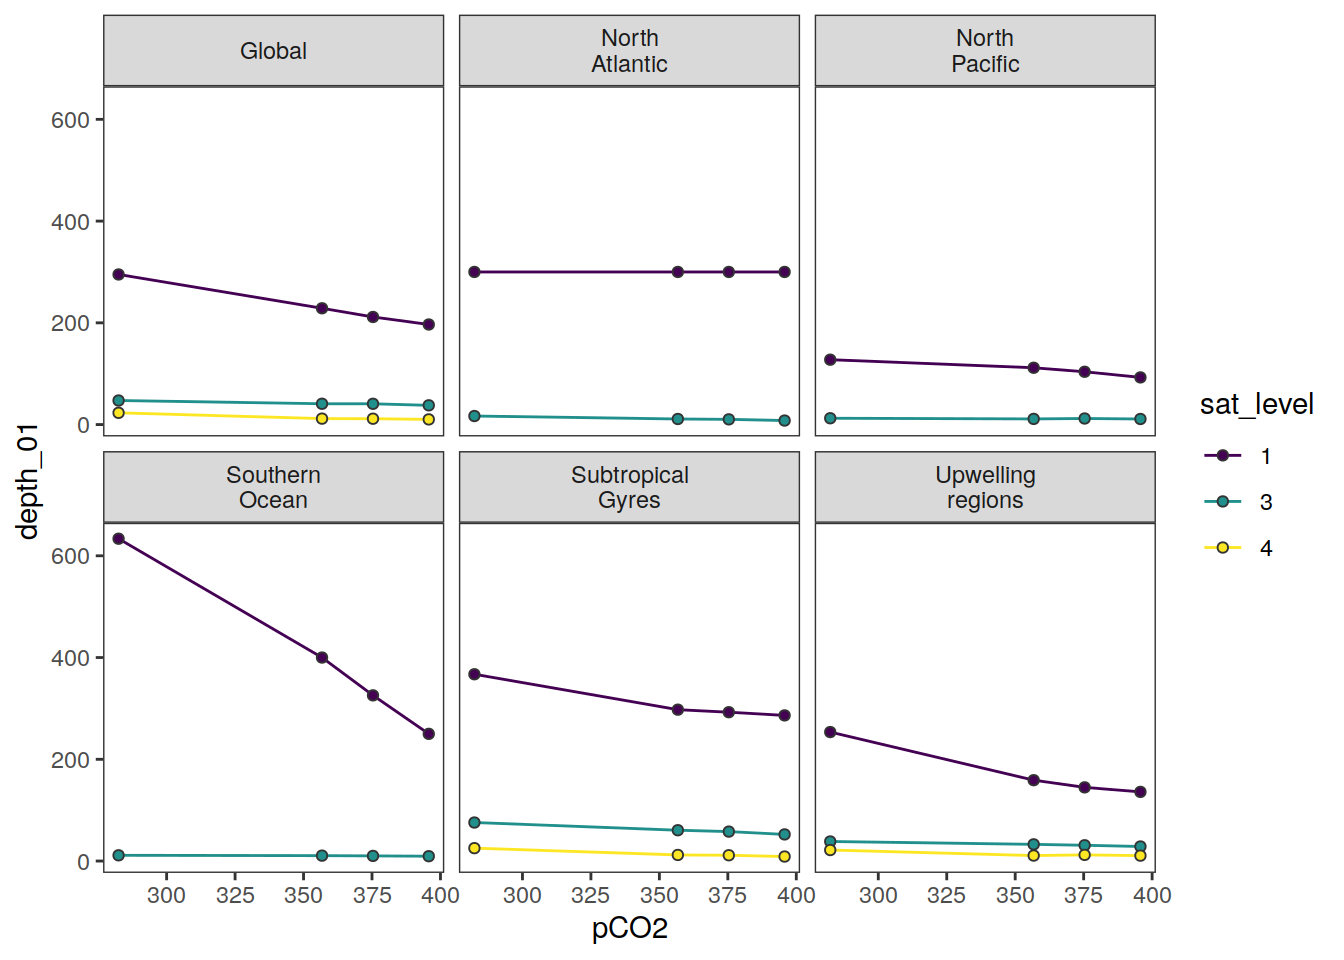 Global
North
Atlantic
North
Pacific
600
400
200
0
Southern
Ocean
Subtropical
Gyres
Upwelling
regions
600
400
200
0
300 325 350 375 400
300 325 350 375 400
300 325 350 375 400
pCO2
depth_01
sat_level
1
3
4